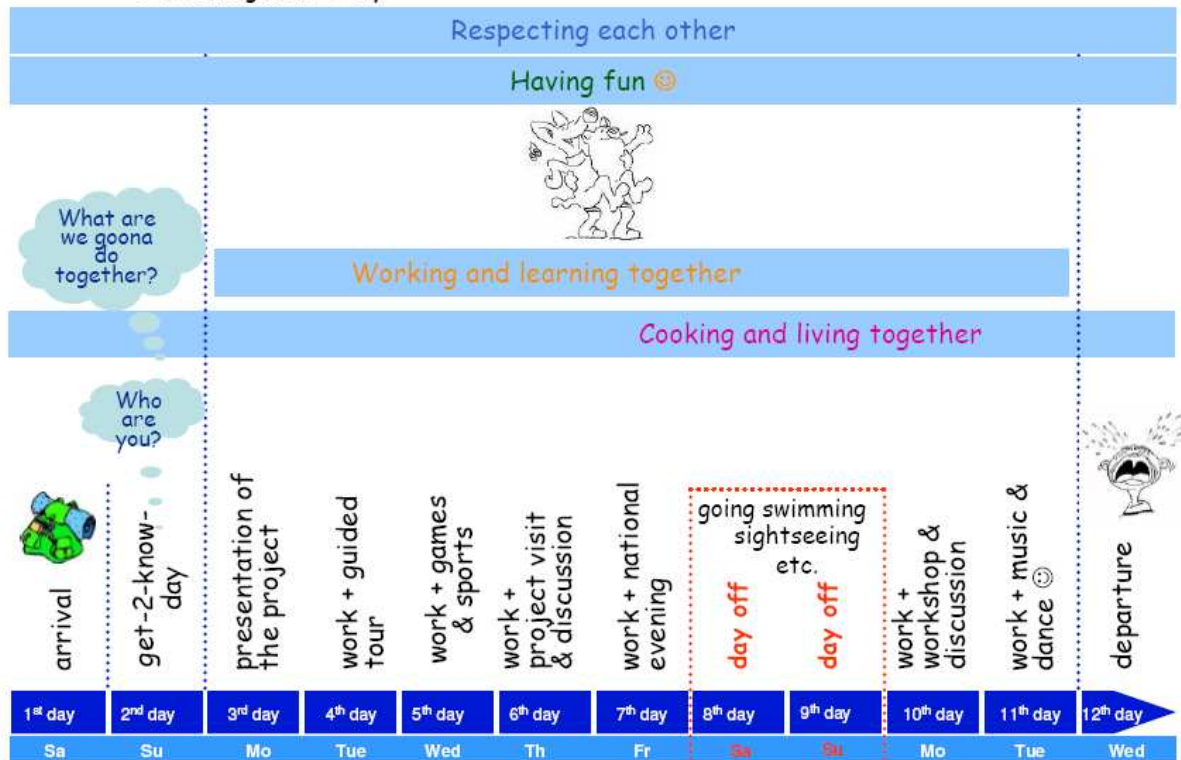 Respecting each other
Having fun ☺
What are
we goona
do
together?
Working and learning together
Cooking and living together
Who
are
you?
arrival
get-2-know-
day
presentation of
the project
work + guided
tour
work + games
& sports
work +
project visit
& discussion
work + national
evening
going swimming
sightseeing
etc.
day off
day off
work +
workshop &
discussion
work + music &
dance ☺
departure
1st day
2nd day
3rd day
4th day
5th day
6th day
7th day
8th day
9th day
10th day
11th day
12th day
Sa
Su
Mo
Tue
Wed
Th
Fr
Sa
Su
Mo
Tue
Wed